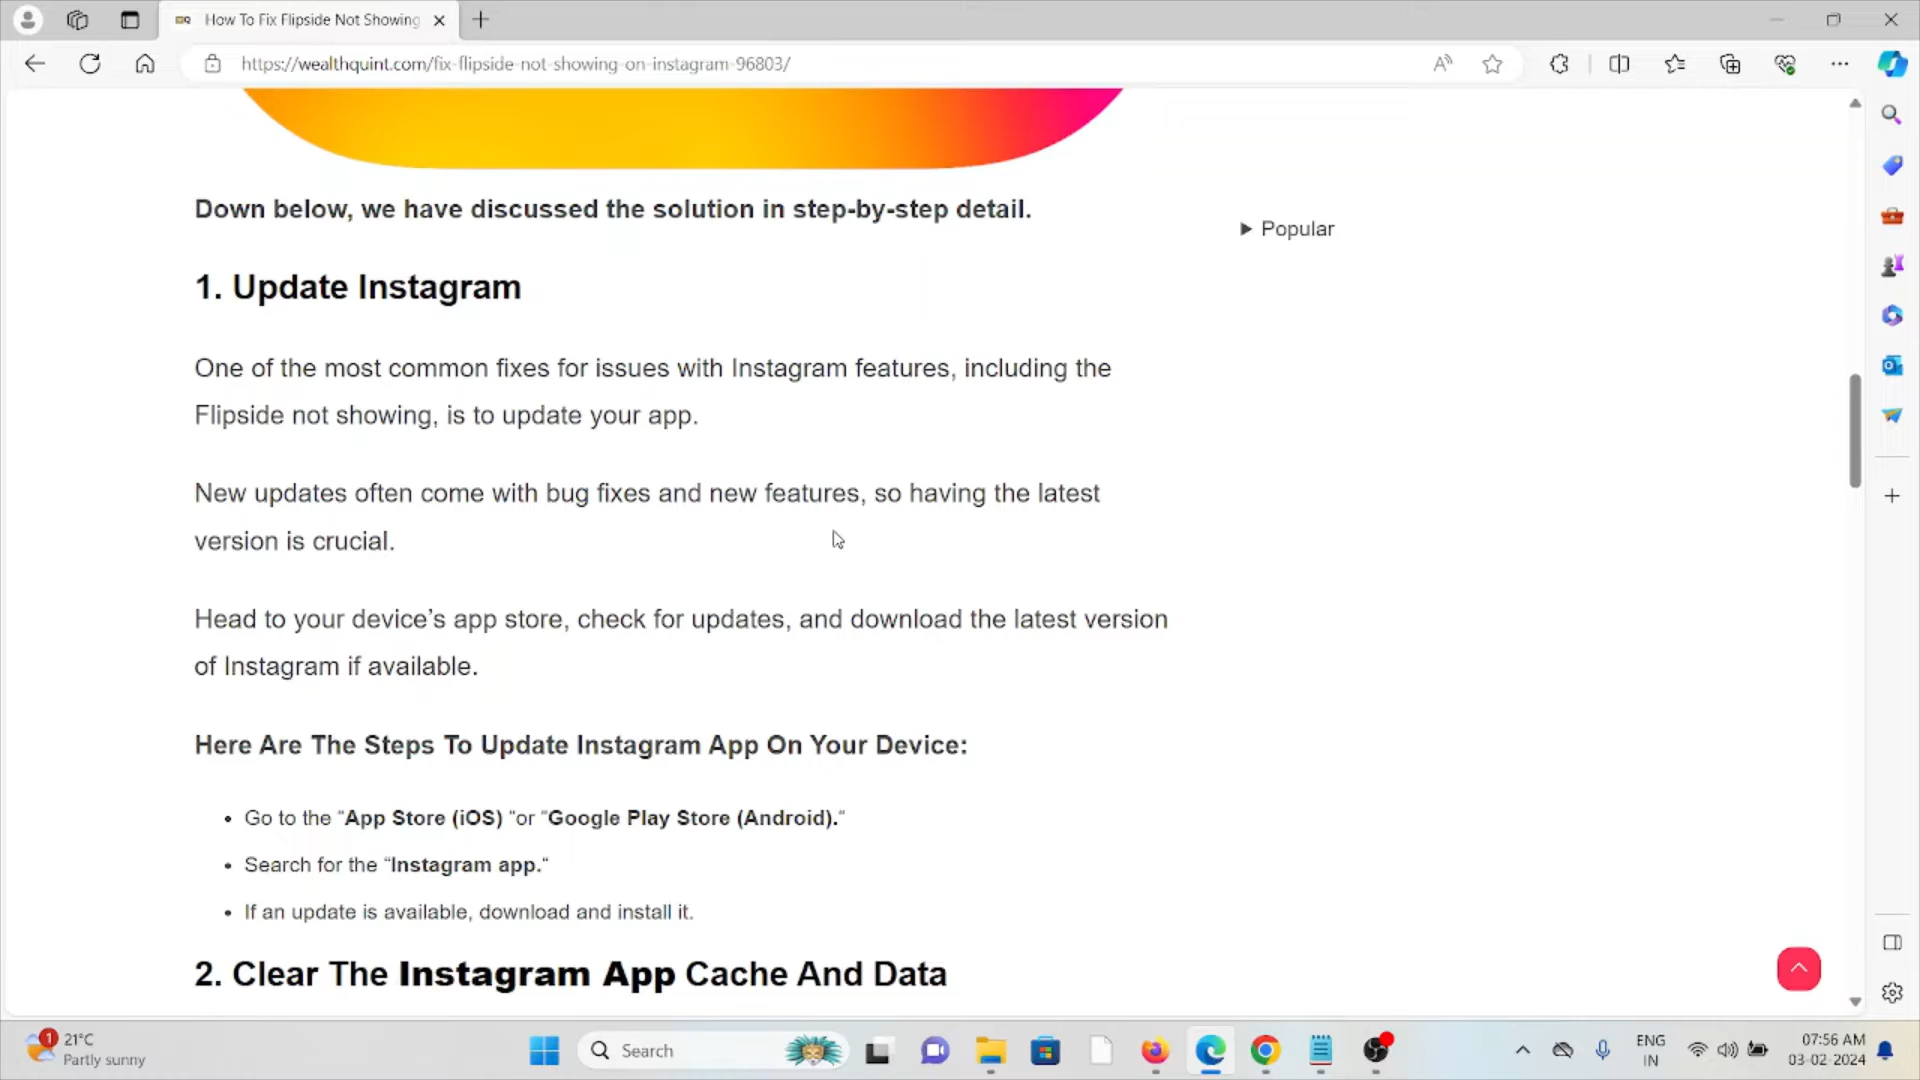 How To Fix Flipside Not Showing
https://wealthquint.com/fix-flipside-not-showing-on-instagram-96803/
Down below, we have discussed the solution in step-by-step detail.
▶ Popular
1. Update Instagram
One of the most common fixes for issues with Instagram features, including the
Flipside not showing, is to update your app.
New updates often come with bug fixes and new features, so having the latest
version is crucial.
Head to your device’s app store, check for updates, and download the latest version
of Instagram if available.
Here Are The Steps To Update Instagram App On Your Device:
• Go to the “App Store (iOS) “or “Google Play Store (Android).“
• Search for the “Instagram app.“
• If an update is available, download and install it.
2. Clear The Instagram App Cache And Data
1
21°C
Partly sunny
Search
ENG
IN
07:56 AM
03-02-2024